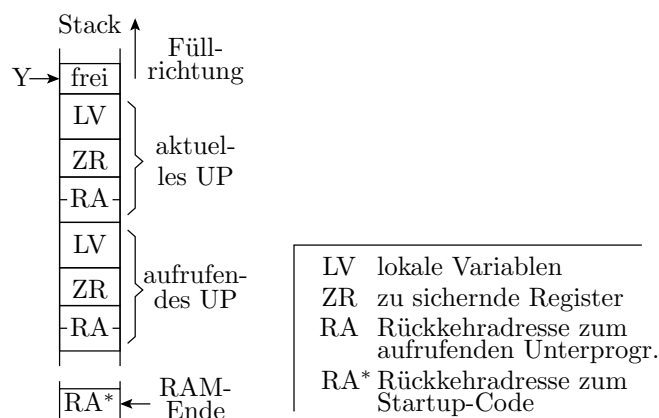 Stack
Füll-
richtung
Y
frei
LV
ZR
RA
aktuel-
les UP
LV
ZR
RA
aufrufen-
des UP
RA*
RAM-
Ende
LV lokale Variablen
ZR zu sichernde Register
RA Rückkehradresse zum
aufrufenden Unterprogr.
RA* Rückkehradresse zum
Startup-Code